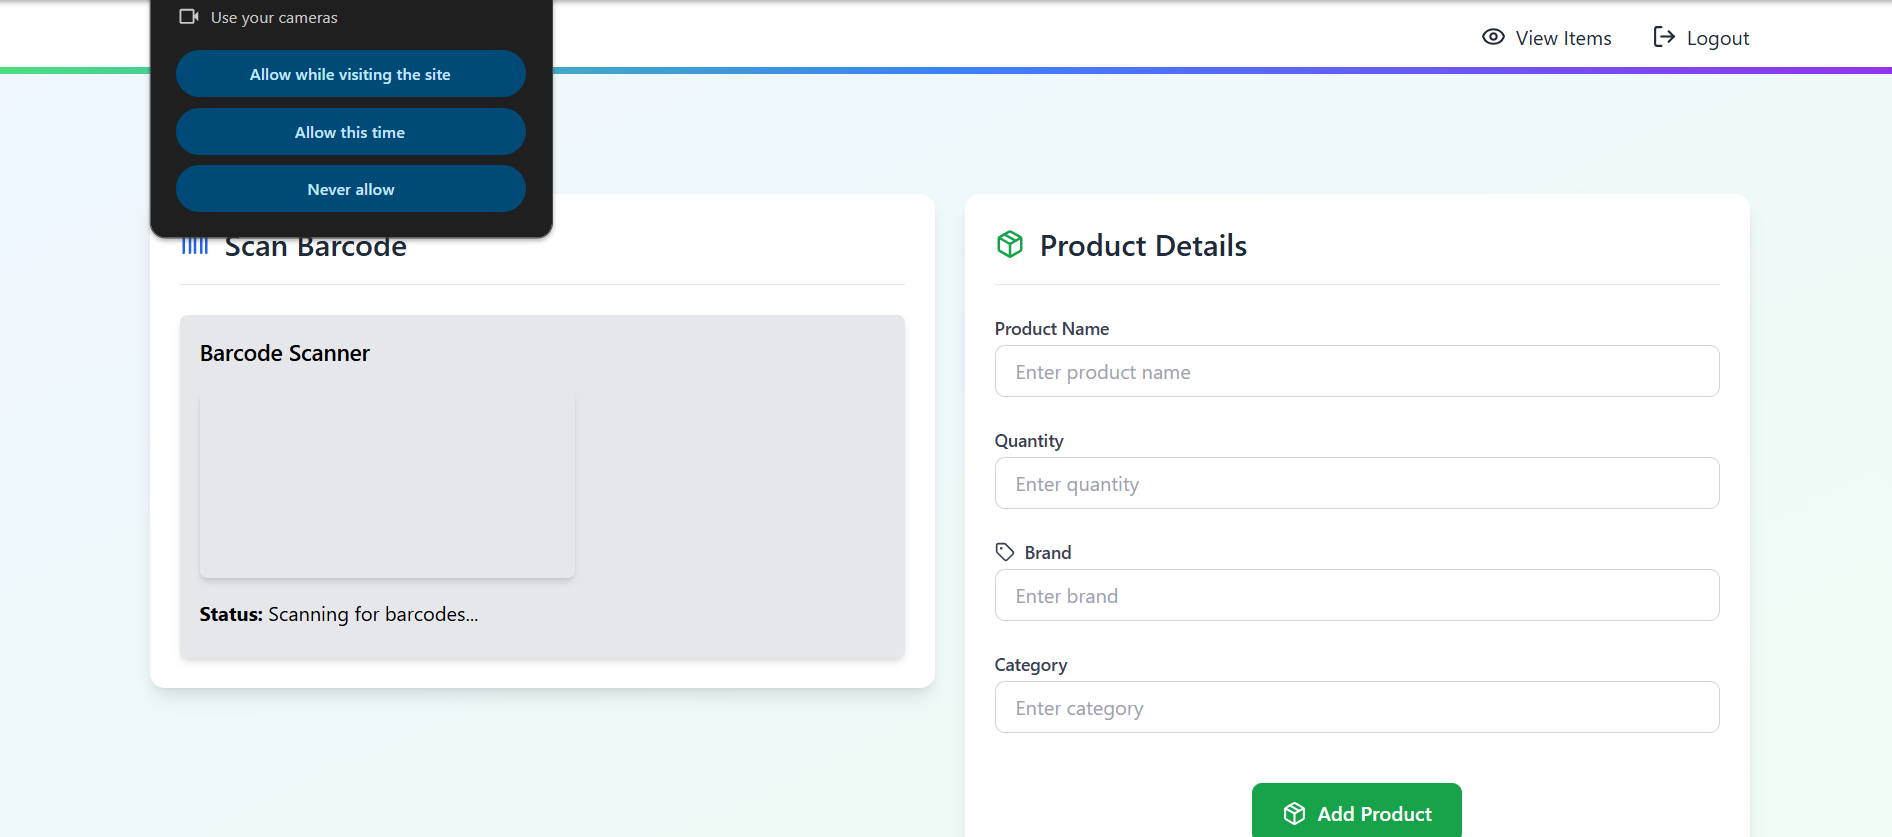 Use your cameras
Allow while visiting the site
Allow this time
Never allow
View Items
Logout
Scan Barcode
Barcode Scanner
Status: Scanning for barcodes...
Product Details
Product Name
Enter product name
Quantity
Enter quantity
Brand
Enter brand
Category
Enter category
Add Product